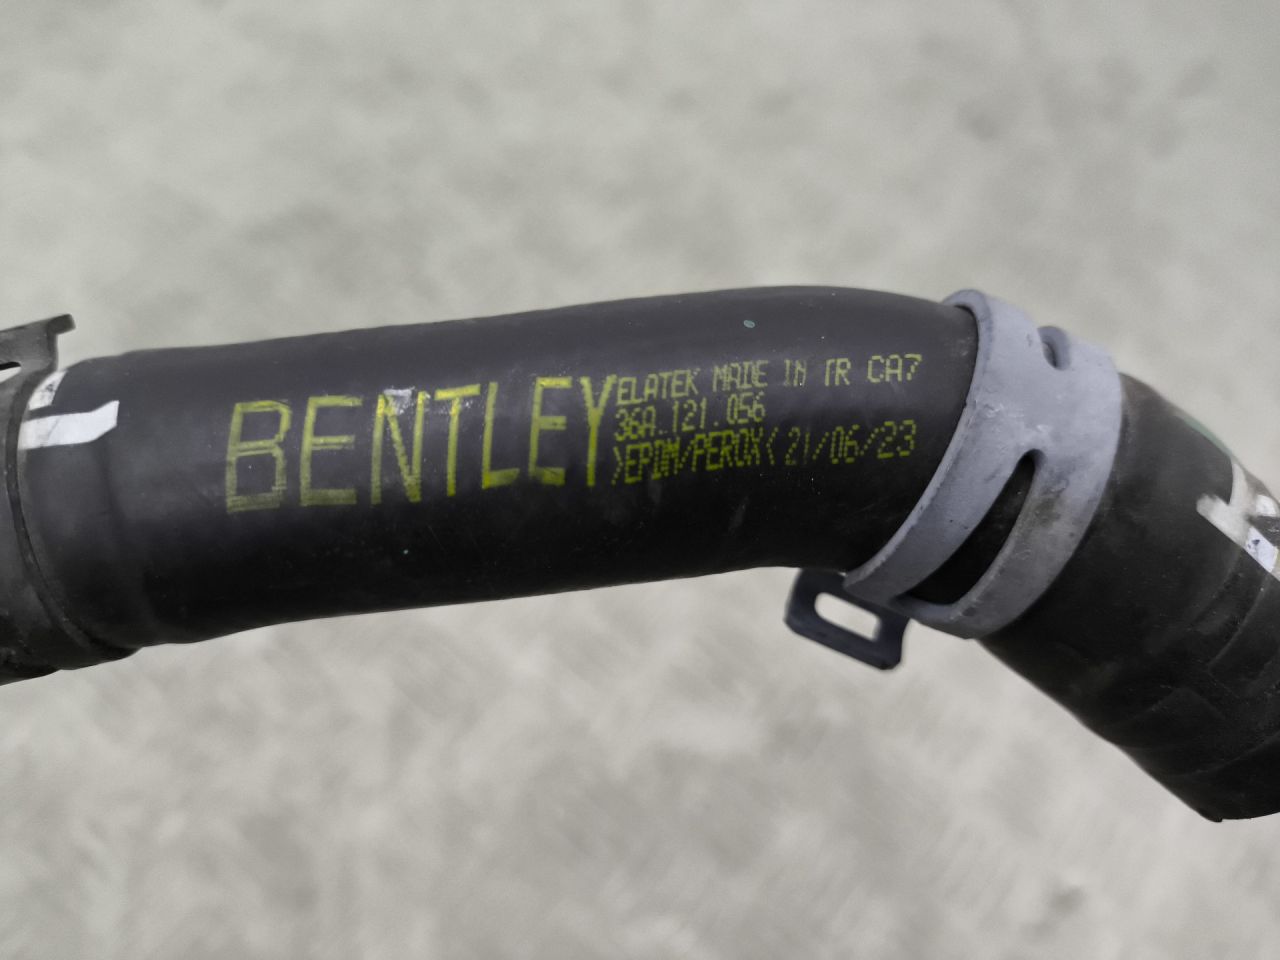 BENTLEY
ELATEK MADE IN TR CA7
36A.121.056
>EPDM/PEROX< 21/06/23